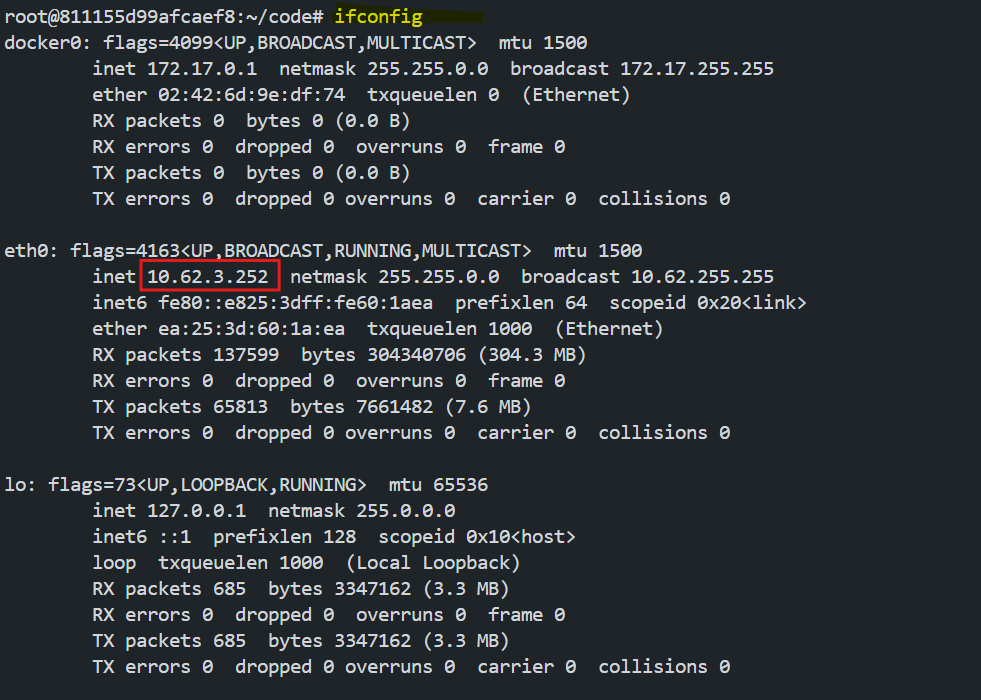 root@811155d99afcaef8:~/code# ifconfig
docker0: flags=4099<UP,BROADCAST,MULTICAST>  mtu 1500
        inet 172.17.0.1  netmask 255.255.0.0  broadcast 172.17.255.255
        ether 02:42:6d:9e:df:74  txqueuelen 0  (Ethernet)
        RX packets 0  bytes 0 (0.0 B)
        RX errors 0  dropped 0  overruns 0  frame 0
        TX packets 0  bytes 0 (0.0 B)
        TX errors 0  dropped 0 overruns 0  carrier 0  collisions 0

eth0: flags=4163<UP,BROADCAST,RUNNING,MULTICAST>  mtu 1500
        inet 10.62.3.252  netmask 255.255.0.0  broadcast 10.62.255.255
        inet6 fe80::e825:3dff:fe60:1aea  prefixlen 64  scopeid 0x20<link>
        ether ea:25:3d:60:1a:ea  txqueuelen 1000  (Ethernet)
        RX packets 137599  bytes 304340706 (304.3 MB)
        RX errors 0  dropped 0  overruns 0  frame 0
        TX packets 65813  bytes 7661482 (7.6 MB)
        TX errors 0  dropped 0 overruns 0  carrier 0  collisions 0

lo: flags=73<UP,LOOPBACK,RUNNING>  mtu 65536
        inet 127.0.0.1  netmask 255.0.0.0
        inet6 ::1  prefixlen 128  scopeid 0x10<host>
        loop  txqueuelen 1000  (Local Loopback)
        RX packets 685  bytes 3347162 (3.3 MB)
        RX errors 0  dropped 0  overruns 0  frame 0
        TX packets 685  bytes 3347162 (3.3 MB)
        TX errors 0  dropped 0 overruns 0  carrier 0  collisions 0